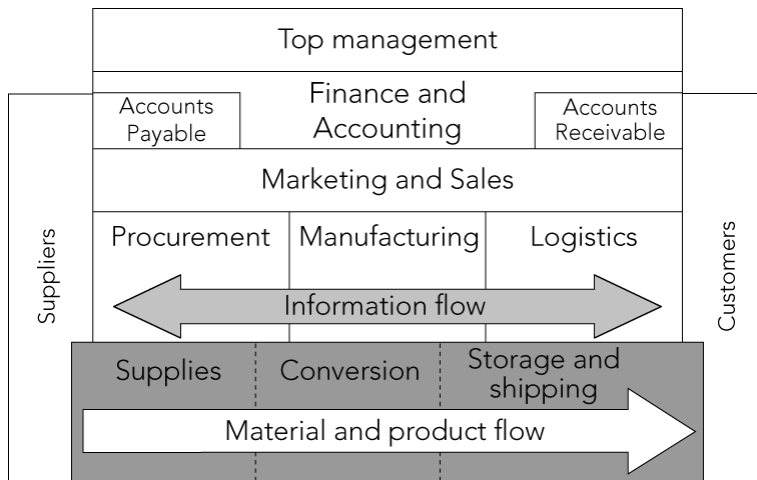 Top management
Accounts
Payable
Finance and
Accounting
Accounts
Receivable
Marketing and Sales
Suppliers
Procurement
Manufacturing
Logistics
Customers
Information flow
Supplies
Conversion
Storage and
shipping
Material and product flow